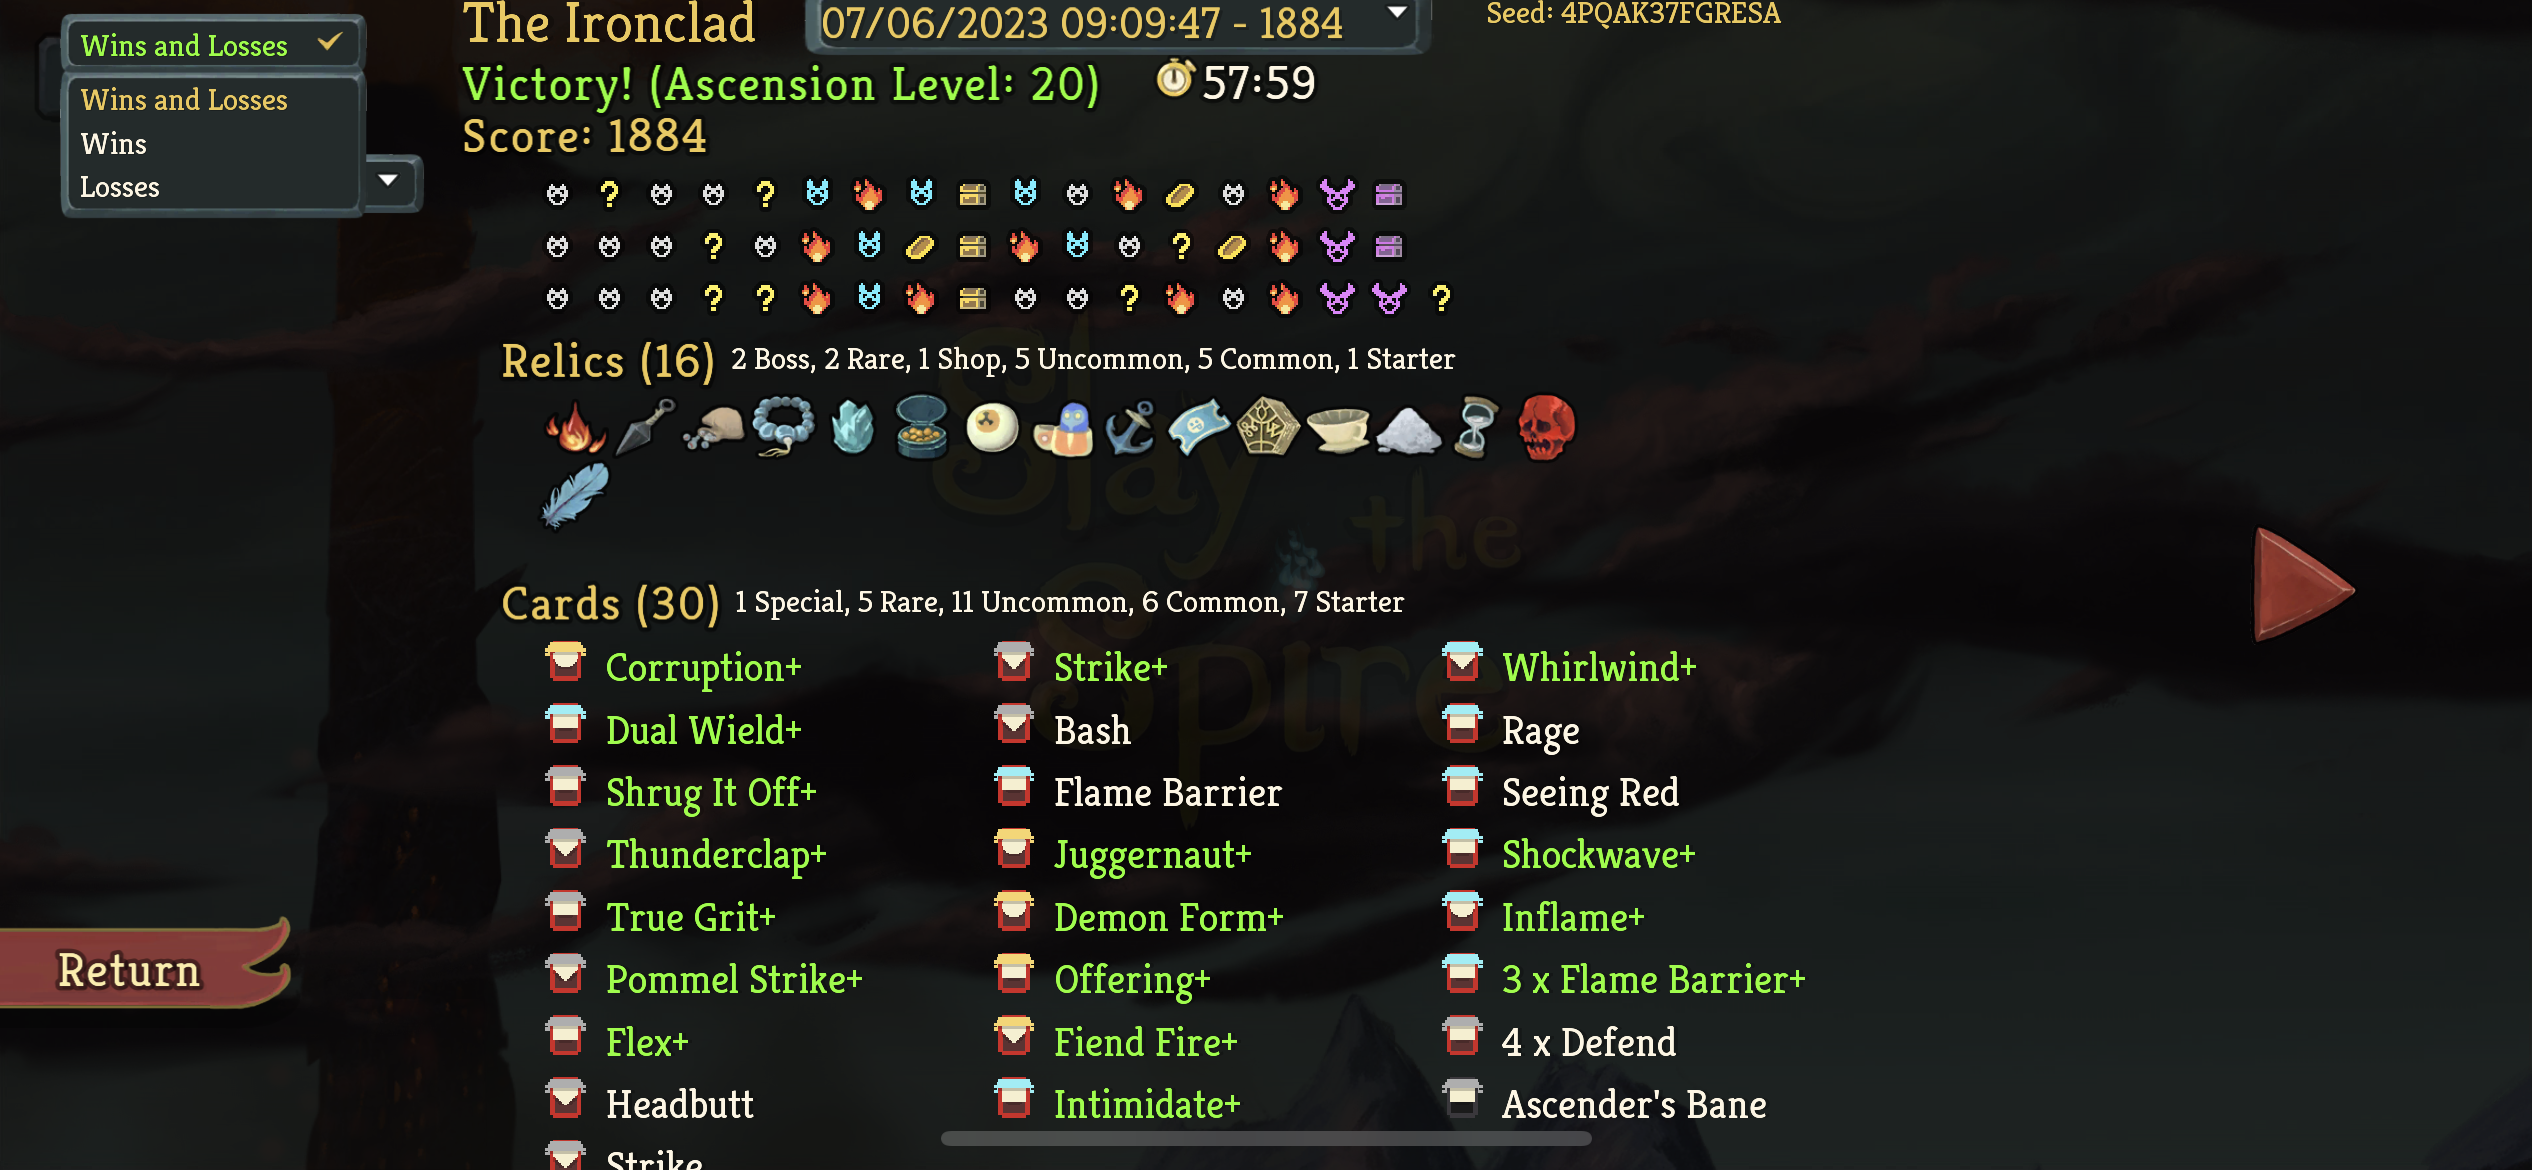 Wins and Losses
Wins and Losses
Wins
Losses
The Ironclad
07/06/2023 09:09:47 - 1884
Seed: 4PQAK37FGRESA
Victory! (Ascension Level: 20)
57:59
Score: 1884
Relics (16) 2 Boss, 2 Rare, 1 Shop, 5 Uncommon, 5 Common, 1 Starter
Slay
the
Spire
Cards (30) 1 Special, 5 Rare, 11 Uncommon, 6 Common, 7 Starter
Corruption+
Dual Wield+
Shrug It Off+
Thunderclap+
True Grit+
Pommel Strike+
Flex+
Headbutt
Strike
Strike+
Bash
Flame Barrier
Juggernaut+
Demon Form+
Offering+
Fiend Fire+
Intimidate+
Whirlwind+
Rage
Seeing Red
Shockwave+
Inflame+
3 x Flame Barrier+
4 x Defend
Ascender's Bane
Return